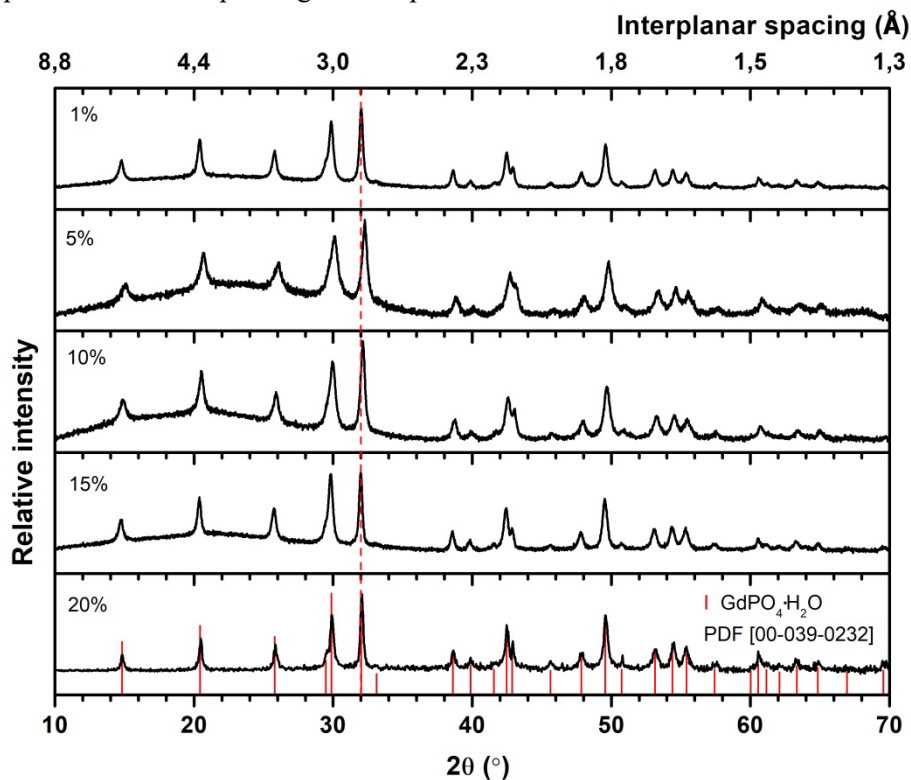 Interplanar spacing (Å)
8,8 4,4 3,0 2,3 1,8 1,5 1,3
1%
5%
10%
15%
20%
GdPO₄·H₂O
PDF [00-039-0232]
Relative intensity
10 20 30 40 50 60 70
2θ (°)